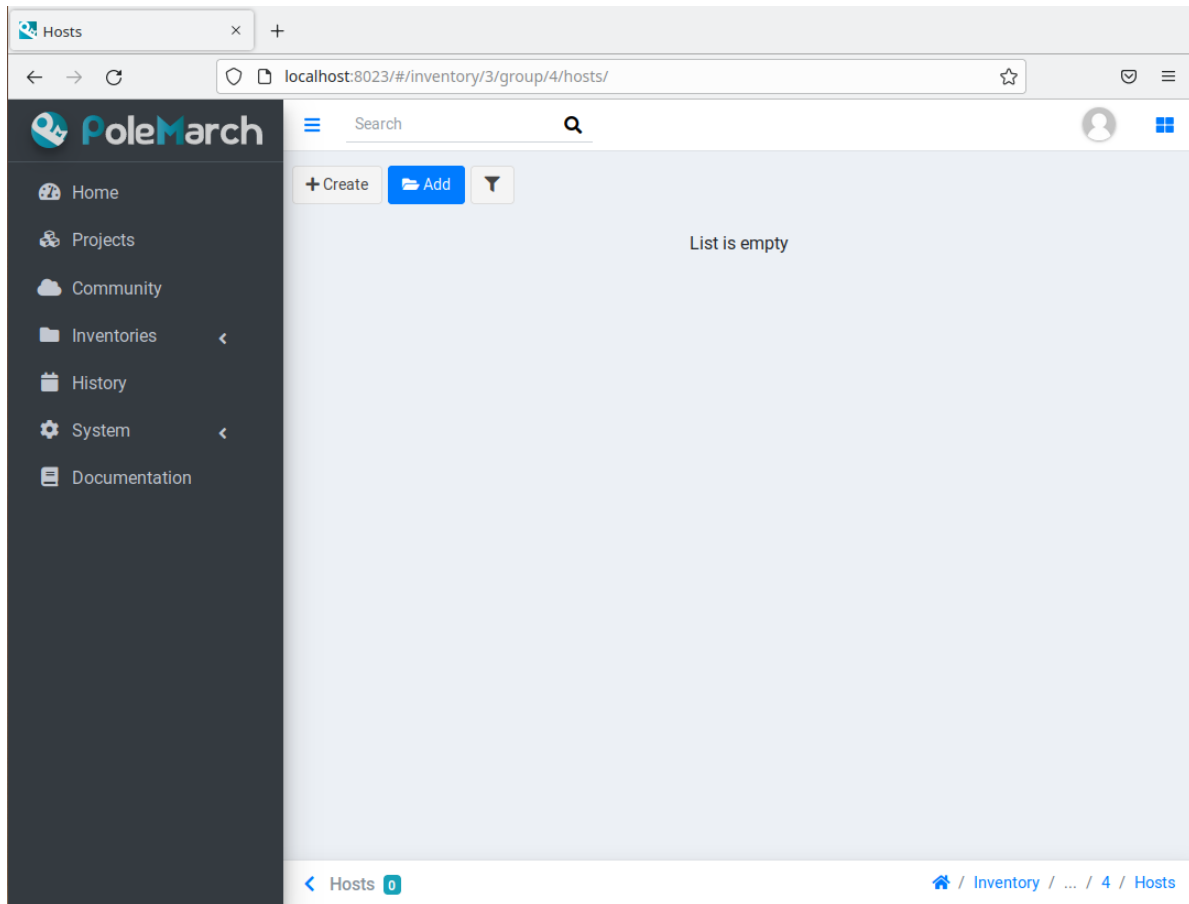 Hosts
localhost:8023/#/inventory/3/group/4/hosts/
PoleMarch
Search
Home
Projects
Community
Inventories
History
System
Documentation
Create
Add
List is empty
Hosts 0
/ Inventory / ... / 4 / Hosts